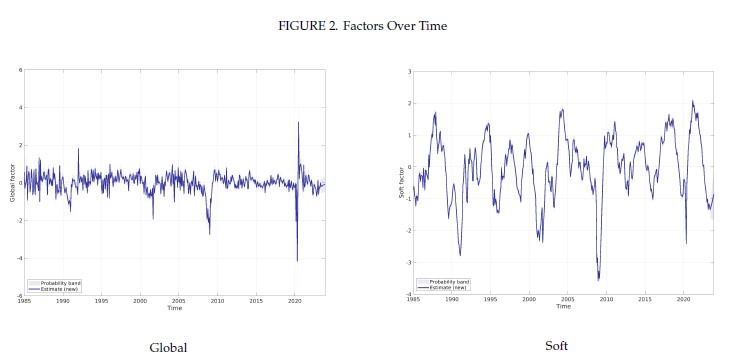 FIGURE 2. Factors Over Time
6
4
2
0
-2
-4
-6
Global factor
1985 1990 1995 2000 2005 2010 2015 2020
Time
Probability band
Estimate (new)
Global
3
2
1
0
-1
-2
-3
-4
Soft factor
1985 1990 1995 2000 2005 2010 2015 2020
Time
Probability band
Estimate (new)
Soft